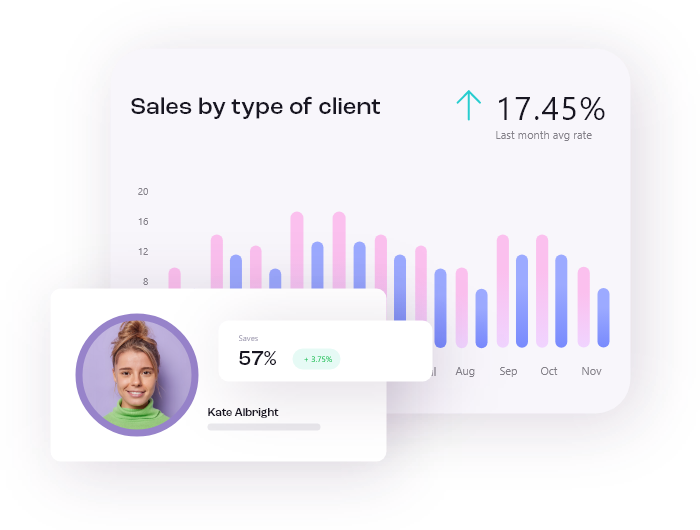 Sales by type of client
17.45%
Last month avg rate
20
16
12
8
Saves
57%
+ 3.75%
Kate Albright
Aug
Sep
Oct
Nov